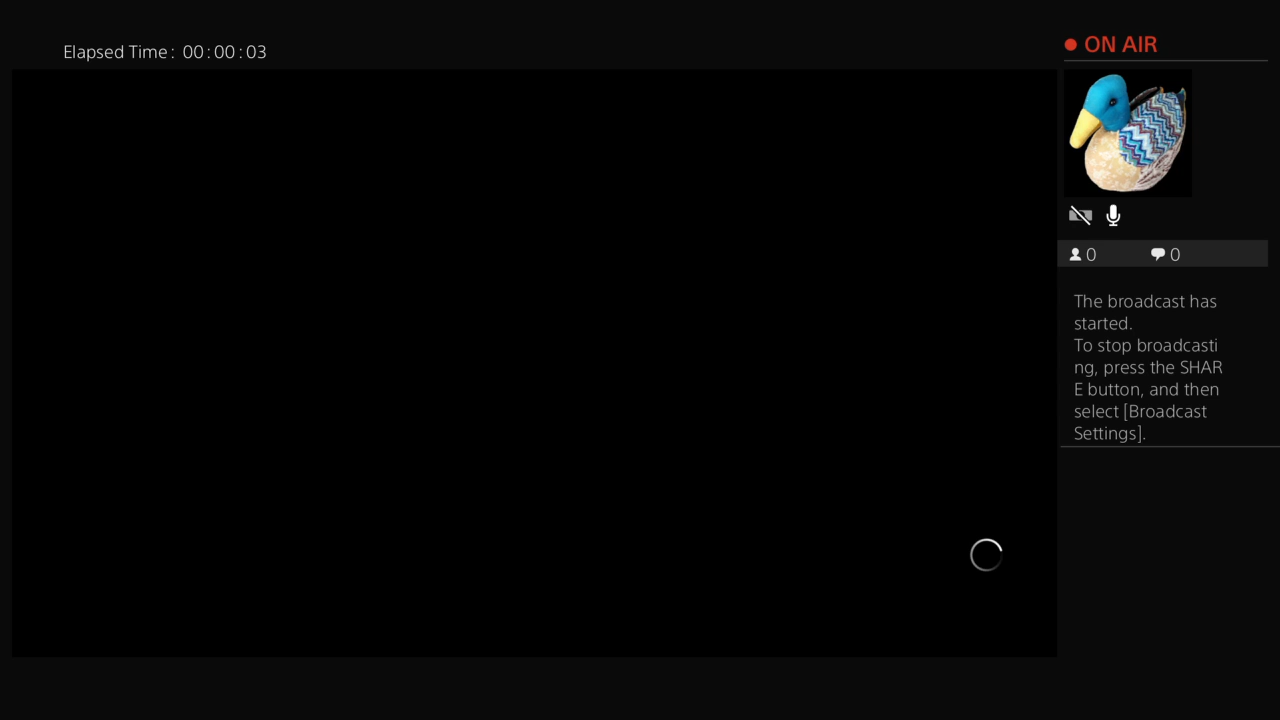 Elapsed Time: 00:00:03
ON AIR
0
0
The broadcast has
started.
To stop broadcasti
ng, press the SHAR
E button, and then
select [Broadcast
Settings].